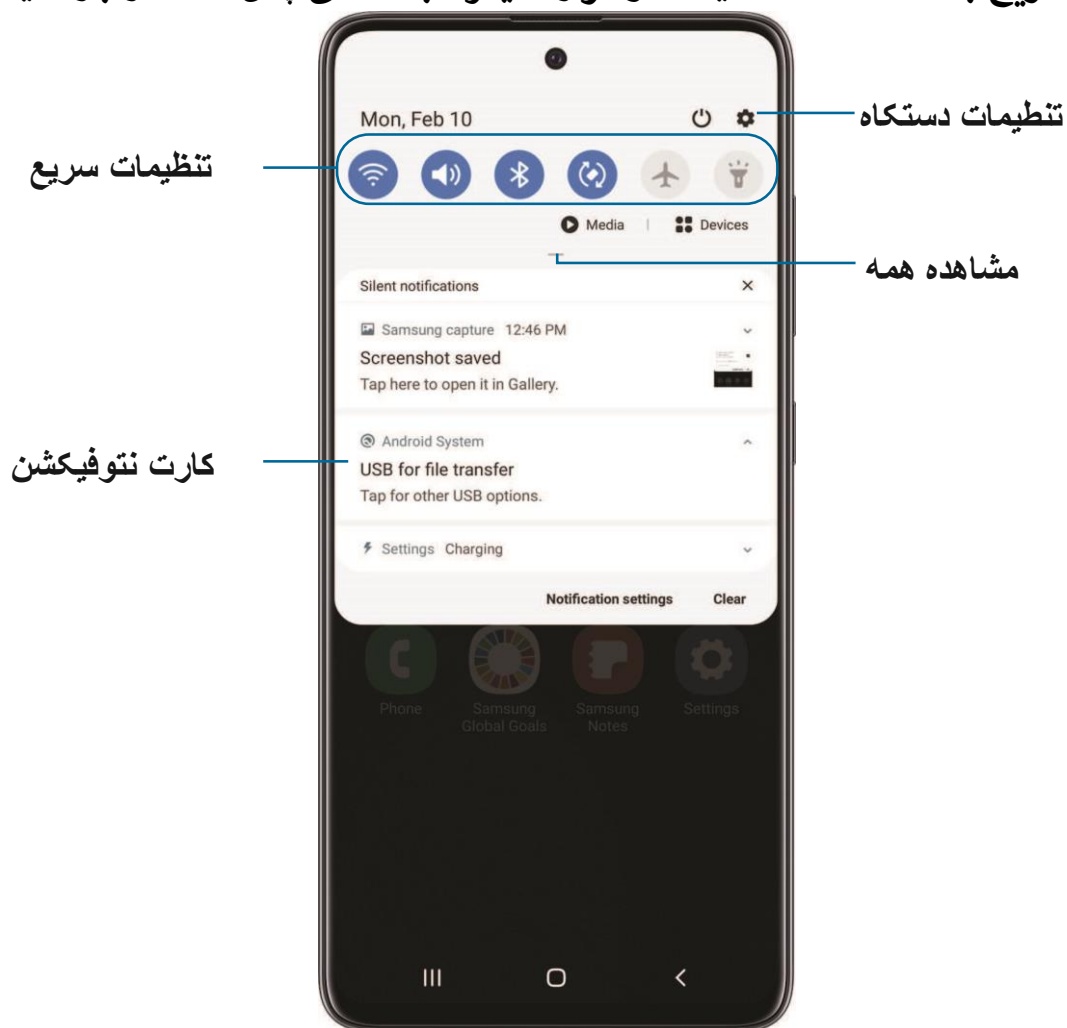 تنطیمات دستکاه
Mon, Feb 10
تنظیمات سریع
Media | Devices
مشاهده همه
Silent notifications
Samsung capture 12:46 PM
Screenshot saved
Tap here to open it in Gallery.
Android System
USB for file transfer
Tap for other USB options.
کارت نتوفیکشن
Settings Charging
Notification settings Clear
Phone
Samsung Global Goals
Samsung Notes
Settings